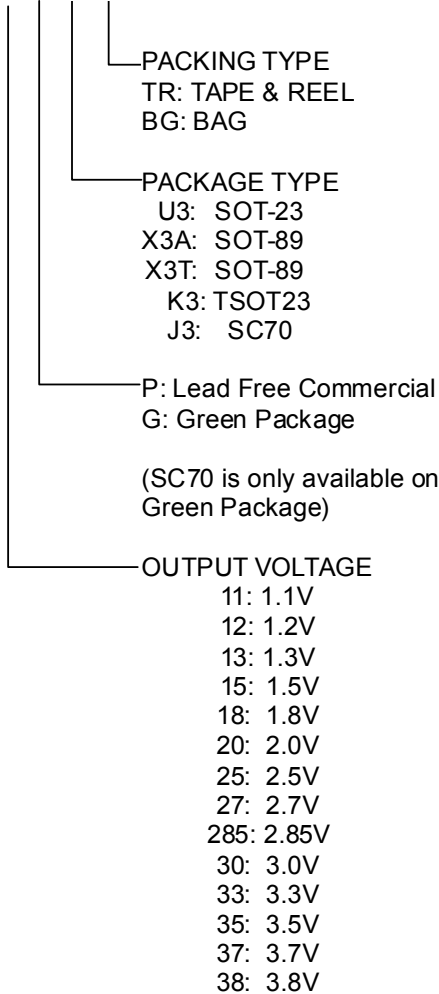 PACKING TYPE
TR: TAPE & REEL
BG: BAG
PACKAGE TYPE
U3: SOT-23
X3A: SOT-89
X3T: SOT-89
K3: TSOT23
J3: SC70
P: Lead Free Commercial
G: Green Package
(SC70 is only available on
Green Package)
OUTPUT VOLTAGE
11: 1.1V
12: 1.2V
13: 1.3V
15: 1.5V
18: 1.8V
20: 2.0V
25: 2.5V
27: 2.7V
285: 2.85V
30: 3.0V
33: 3.3V
35: 3.5V
37: 3.7V
38: 3.8V